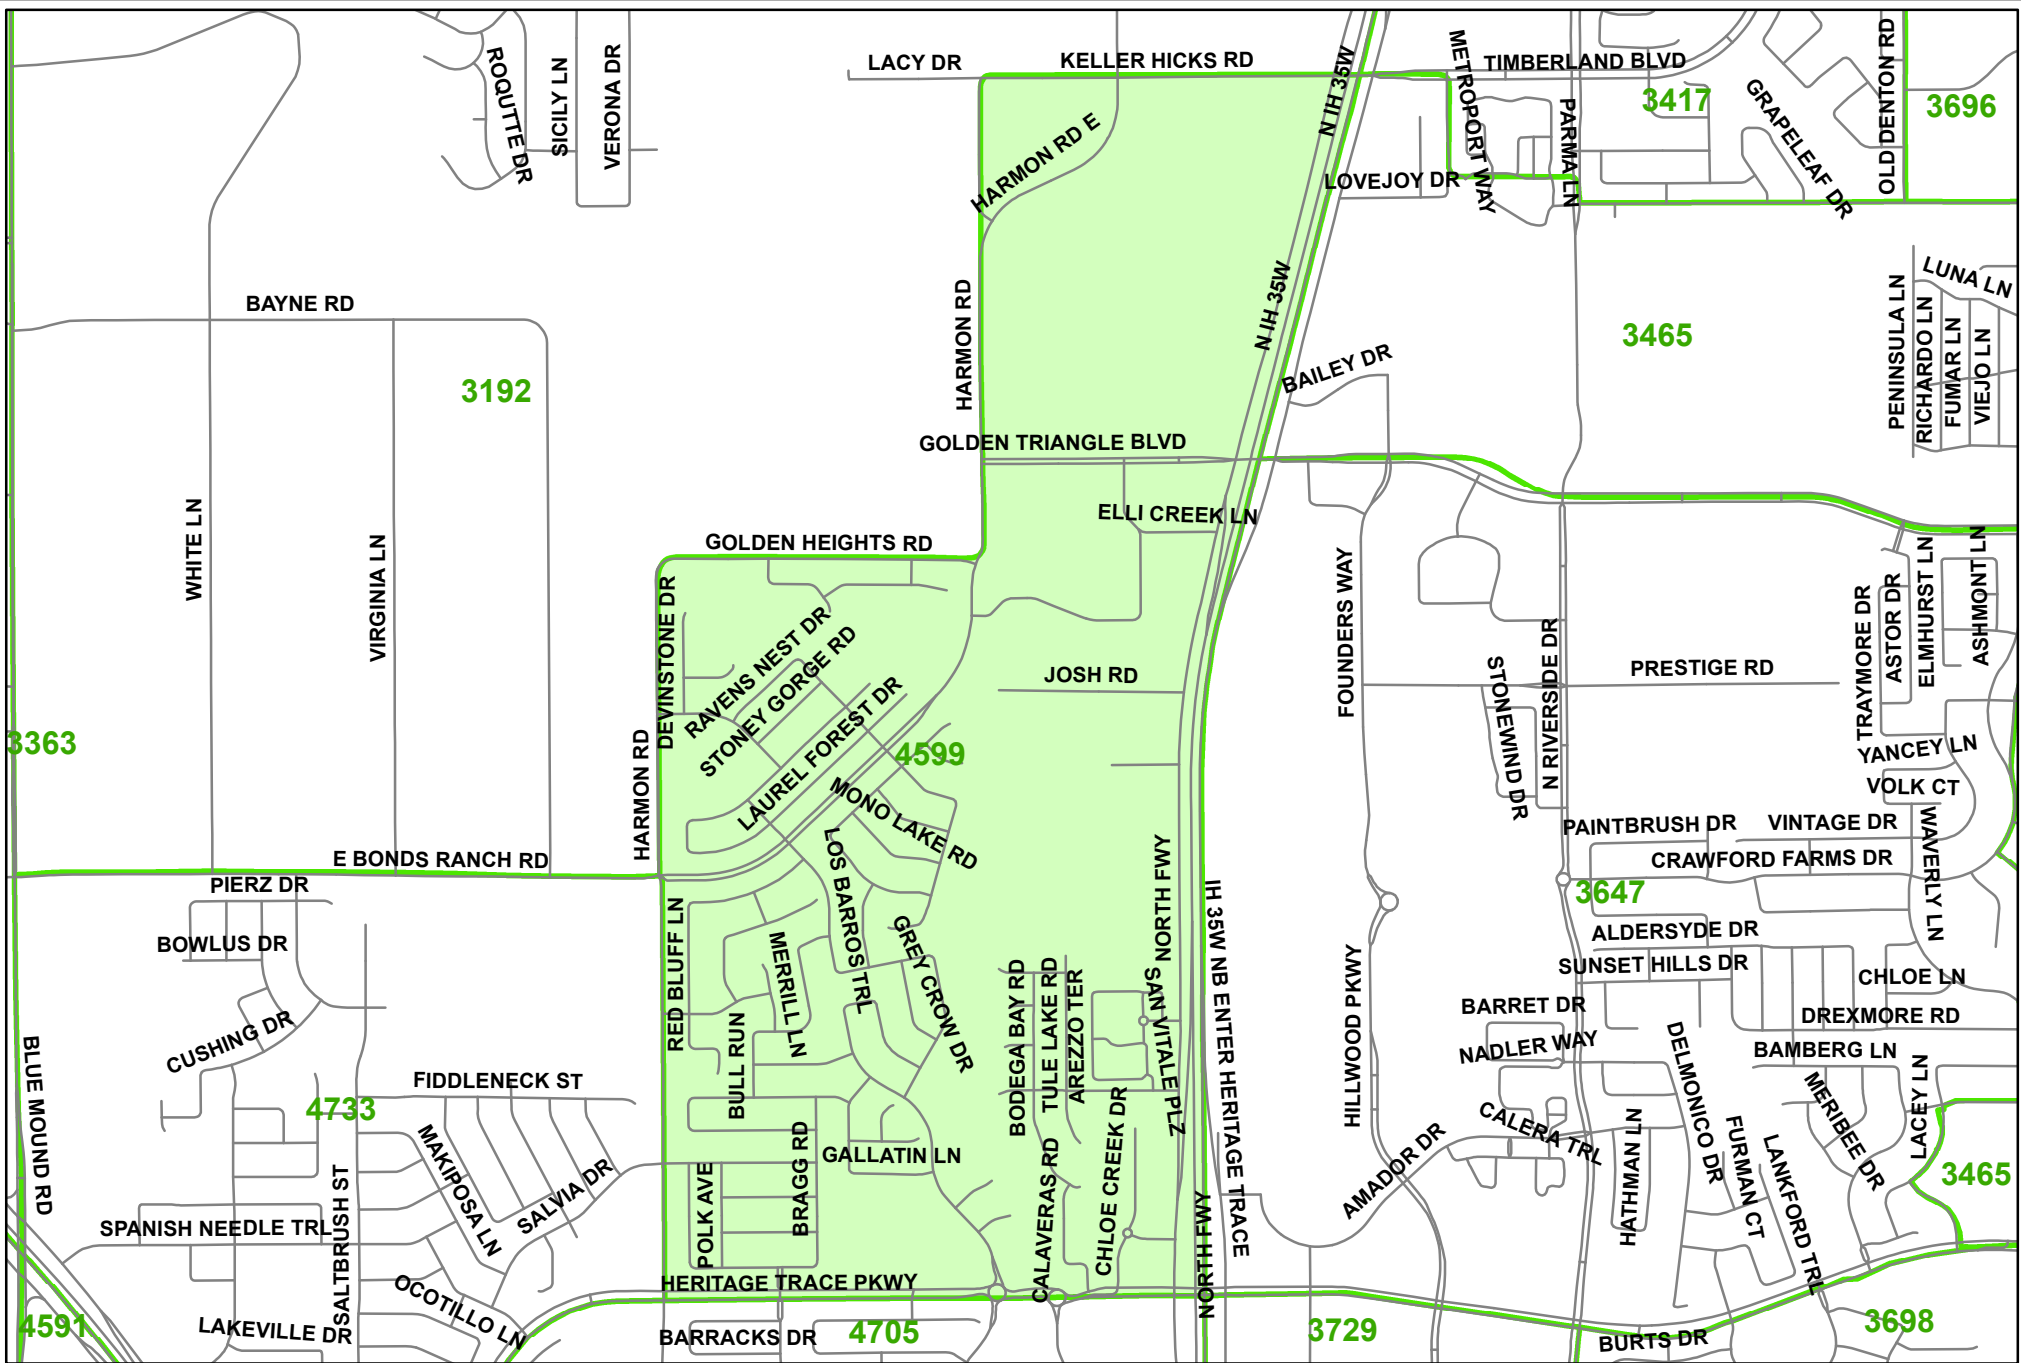 ROQUTTE DR
SICILY LN
VERONA DR
LACY DR
KELLER HICKS RD
N IH 35W
METROPORT WAY
TIMBERLAND BLVD
3417
PARMA LN
GRAPELEAF DR
OLD DENTON RD
3696
HARMON RD E
LOVEJOY DR
BAYNE RD
HARMON RD
N IH 35W
BAILEY DR
3465
PENINSULA LN
RICHARDO LN
FUMAR LN
VIEJO LN
LUNA LN
3192
GOLDEN TRIANGLE BLVD
WHITE LN
VIRGINIA LN
GOLDEN HEIGHTS RD
ELLI CREEK LN
FOUNDERS WAY
TRAYMORE DR
ASTOR DR
ELMHURST LN
ASHMONT LN
DEVINSTONE DR
RAVENS NEST DR
STONEY GORGE RD
LAUREL FOREST DR
JOSH RD
STONEWIND DR
N RIVERSIDE DR
PRESTIGE RD
3363
HARMON RD
4599
MONO LAKE RD
YANCEY LN
VOLK CT
PAINTBRUSH DR
VINTAGE DR
WAVERLY LN
E BONDS RANCH RD
LOS BARROS TRL
NORTH FWY
CRAWFORD FARMS DR
3647
PIERZ DR
BOWLUS DR
RED BLUFF LN
MERRILL LN
GREY CROW DR
BODEGA BAY RD
TULE LAKE RD
AREZZO TER
SAN VITALE PLZ
IH 35W NB ENTER HERITAGE TRACE
HILLWOOD PKWY
ALDERSYDE DR
SUNSET HILLS DR
CHLOE LN
BARRET DR
DREXMORE RD
CUSHING DR
BULL RUN
NADLER WAY
DELMONICO DR
BAMBERG LN
LACEY LN
BLUE MOUND RD
FIDDLENECK ST
4733
MERIBEE DR
MAKIPOSA LN
CALERA TRL
HATHMAN LN
FURMAN CT
LANKFORD TRL
GALLATIN LN
BRAGG RD
POLK AVE
CALAVERAS RD
CHLOE CREEK DR
AMADOR DR
3465
SALTBRUSH ST
SALVIA DR
SPANISH NEEDLE TRL
NORTH FWY
HERITAGE TRACE PKWY
OCOTILLO LN
4591
LAKEVILLE DR
BARRACKS DR
4705
3729
BURTS DR
3698